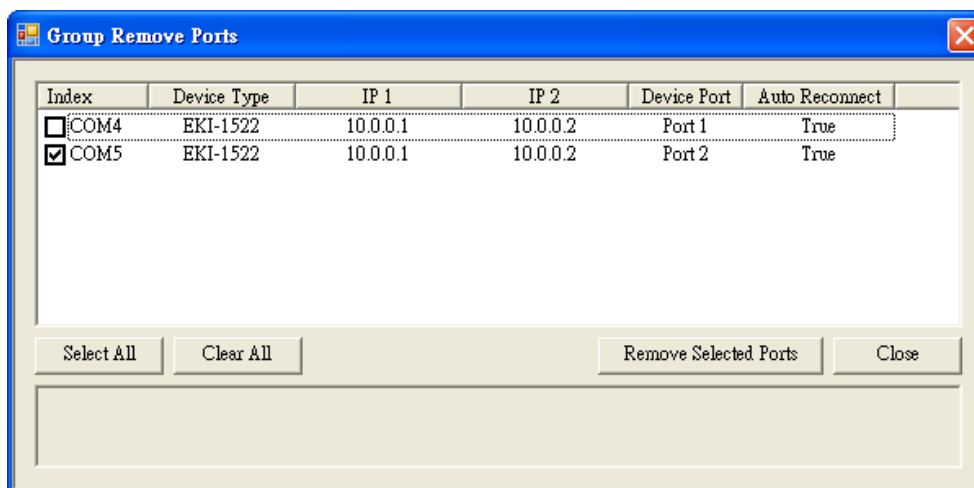 Group Remove Ports
Index Device Type IP 1 IP 2 Device Port Auto Reconnect
COM4 EKI-1522 10.0.0.1 10.0.0.2 Port 1 True
COM5 EKI-1522 10.0.0.1 10.0.0.2 Port 2 True
Select All Clear All Remove Selected Ports Close